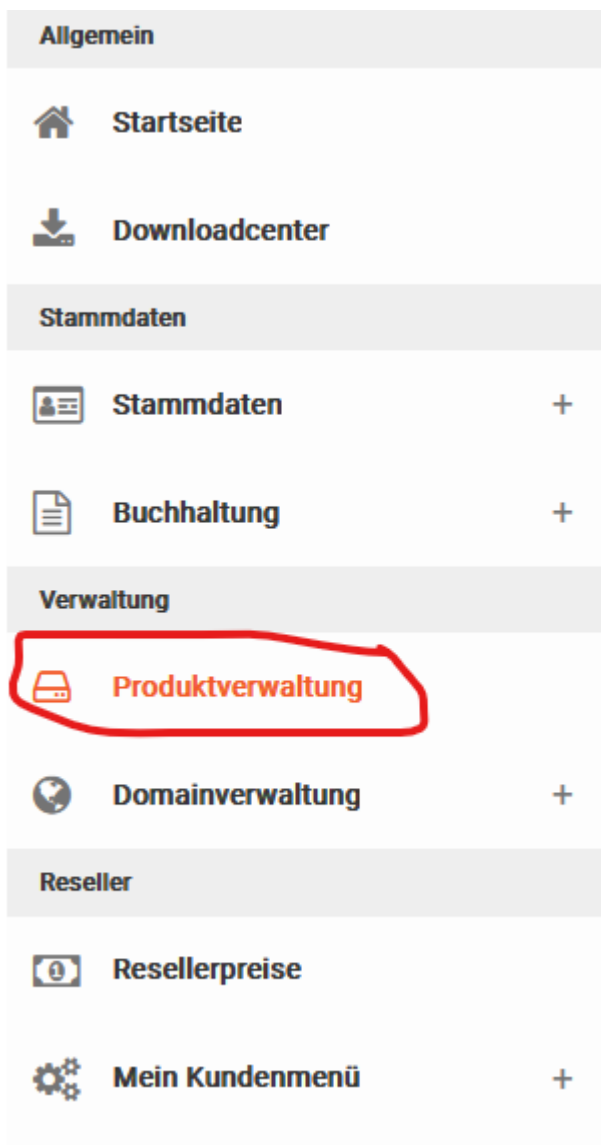 Allgemein
Startseite
Downloadcenter
Stammdaten
Stammdaten +
Buchhaltung +
Verwaltung
Produktverwaltung
Domainverwaltung +
Reseller
Resellerpreise
Mein Kundenmenü +